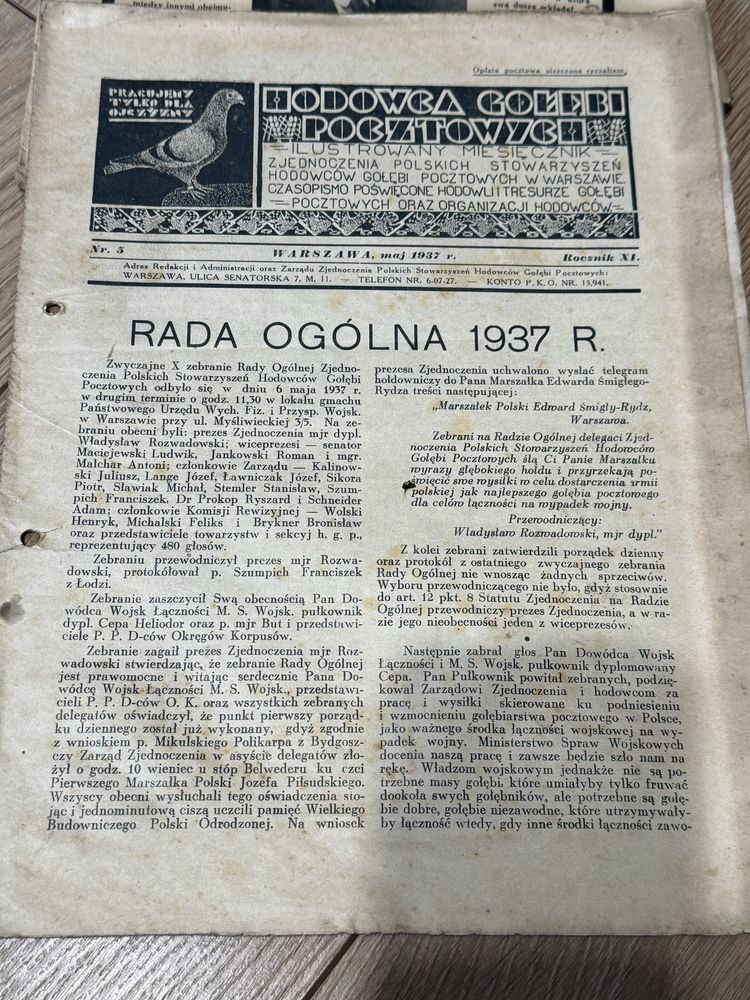 między innymi obejmu-
swą duszę wkłada!
Opłata pocztowa uiszczona ryczałtem,
PRACUJEMY
TYLKO DLA
OJCZYZNY
HODOWCA GOŁĘBI
POCZTOWYCH
ILUSTROWANY MIESIĘCZNIK
ZJEDNOCZENIA POLSKICH STOWARZYSZEŃ
HODOWCÓW GOŁĘBI POCZTOWYCH W WARSZAWIE.
CZASOPISMO POŚWIĘCONE HODOWLI I TRESURZE GOŁĘBI
POCZTOWYCH ORAZ ORGANIZACJI HODOWCÓW.
Nr. 5 WARSZAWA, maj 1937 r. Rocznik XI.
Adres Redakcji i Administracji oraz Zarządu Zjednoczenia Polskich Stowarzyszeń Hodowców Gołębi Pocztowych:
WARSZAWA, ULICA SENATORSKA 7, M. 11. — TELEFON NR. 6-07-27. — KONTO P. K. O. NR. 13,941.
RADA OGÓLNA 1937 R.
Zwyczajne X zebranie Rady Ogólnej Zjedno-
czenia Polskich Stowarzyszeń Hodowców Gołębi
Pocztowych odbyło się w dniu 6 maja 1937 r.
w drugim terminie o godz. 11,30 w lokalu gmachu
Państwowego Urzędu Wych. Fiz. i Przysp. Wojsk.
w Warszawie przy ul. Myśliwieckiej 3/5. Na ze-
braniu obecni byli: prezes Zjednoczenia mjr dypl.
Władysław Rozwadowski; wiceprezesi — senator
Maciejewski Ludwik, Jankowski Roman i mgr.
Malchar Antoni; członkowie Zarządu — Kalinow-
ski Juliusz, Lange Józef, Ławniczak Józef, Sikora
Piotr, Sławiak Michał, Stemler Stanisław, Szum-
pich Franciszek. Dr Prokop Ryszard i Schneider
Adam; członkowie Komisji Rewizyjnej — Wolski
Henryk, Michalski Feliks i Brykner Bronisław
oraz przedstawiciele towarzystw i sekcyj h. g. p.,
reprezentujący 480 głosów.
Zebraniu przewodniczył prezes mjr Rozwa-
dowski, protokółował p. Szumpich Franciszek
z Łodzi.
Zebranie zaszczycił Swą obecnością Pan Do-
wódca Wojsk Łączności M. S. Wojsk. pułkownik
dypl. Cepa Heliodor oraz p. mjr But i przedstawi-
ciele P. P. D-ców Okręgów Korpusów.
Zebranie zagaił prezes Zjednoczenia mjr Roz-
wadowski stwierdzając, że zebranie Rady Ogólnej
jest prawomocne i witając serdecznie Pana Do-
wódcę Wojsk Łączności M. S. Wojsk., przedstawi-
cieli P. P. D-ców O. K. oraz wszystkich zebranych
delegatów oświadczył, że punkt pierwszy porząd-
ku dziennego został już wykonany, gdyż zgodnie
z wnioskiem p. Mikulskiego Polikarpa z Bydgosz-
czy Zarząd Zjednoczenia w asyście delegatów zło-
żył o godz. 10 wieniec u stóp Belwederu ku czci
Pierwszego Marszałka Polski Józefa Piłsudskiego.
Wszyscy obecni wysłuchali tego oświadczenia sto-
jąc i jednominutową ciszą uczcili pamięć Wielkiego
Budowniczego Polski Odrodzonej. Na wniosek
prezesa Zjednoczenia uchwalono wysłać telegram
hołdowniczy do Pana Marszałka Edwarda Śmigłego-
Rydza treści następującej:
„Marszałek Polski Edward Śmigły-Rydz,
Warszawa.
Zebrani na Radzie Ogólnej delegaci Zjed-
noczenia Polskich Stowarzyszeń Hodowców
Gołębi Pocztowych ślą Ci Panie Marszałku
wyrazy głębokiego hołdu i przyrzekają po-
święcić swe wysiłki w celu dostarczenia armii
polskiej jak najlepszego gołębia pocztowego
dla celów łączności na wypadek wojny.
Przewodniczący:
Władysław Rozwadowski, mjr dypl.”
Z kolei zebrani zatwierdzili porządek dzienny
oraz protokół z ostatniego zwyczajnego zebrania
Rady Ogólnej nie wnosząc żadnych sprzeciwów.
Wyboru przewodniczącego nie było, gdyż stosownie
do art. 12 pkt. 8 Statutu Zjednoczenia na Radzie
Ogólnej przewodniczy prezes Zjednoczenia, a w ra-
zie jego nieobecności jeden z wiceprezesów.
Następnie zabrał głos Pan Dowódca Wojsk
Łączności i M. S. Wojsk. pułkownik dyplomowany
Cepa. Pan Pułkownik powitał zebranych, podzię-
kował Zarządowi Zjednoczenia i hodowcom za
pracę i wysiłki skierowane ku podniesieniu
i wzmocnieniu gołębiarstwa pocztowego w Polsce,
jako ważnego środka łączności wojskowej na wy-
padek wojny. Ministerstwo Spraw Wojskowych
docenia naszą pracę i zawsze będzie szło nam na
rękę. Władzom wojskowym jednakże nie są po-
trzebne masy gołębi, które umiałyby tylko fruwać
dookoła swych gołębników, ale potrzebne są gołę-
bie dobre, gołębie niezawodne, które utrzymywały-
by łączność wtedy, gdy inne środki łączności zawo-